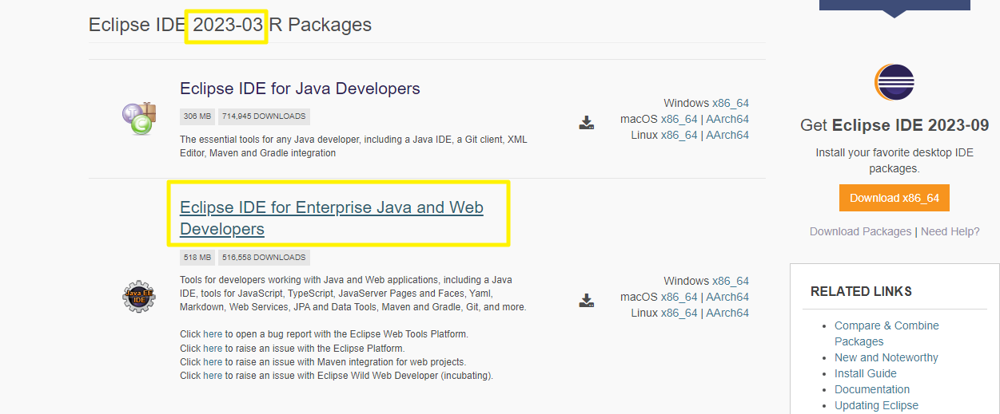 Eclipse IDE 2023-03 R Packages
Eclipse IDE for Java Developers
306 MB 714,945 DOWNLOADS
The essential tools for any Java developer, including a Java IDE, a Git client, XML
Editor, Maven and Gradle integration
Windows x86_64
macOS x86_64 | AArch64
Linux x86_64 | AArch64
Eclipse IDE for Enterprise Java and Web
Developers
518 MB 516,558 DOWNLOADS
Java EE
IDE
Tools for developers working with Java and Web applications, including a Java
IDE, tools for JavaScript, TypeScript, JavaServer Pages and Faces, Yaml,
Markdown, Web Services, JPA and Data Tools, Maven and Gradle, Git, and more.
Click here to open a bug report with the Eclipse Web Tools Platform.
Click here to raise an issue with the Eclipse Platform.
Click here to raise an issue with Maven integration for web projects.
Click here to raise an issue with Eclipse Wild Web Developer (incubating).
Windows x86_64
macOS x86_64 | AArch64
Linux x86_64 | AArch64
Get Eclipse IDE 2023-09
Install your favorite desktop IDE
packages.
Download x86_64
Download Packages | Need Help?
RELATED LINKS
Compare & Combine
Packages
New and Noteworthy
Install Guide
Documentation
Updating Eclipse